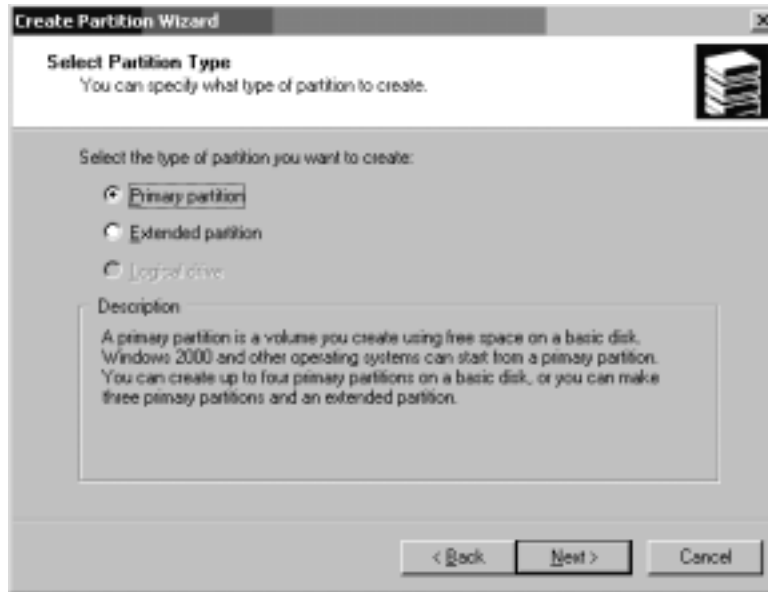 Create Partition Wizard
Select Partition Type
You can specify what type of partition to create.
Select the type of partition you want to create:
Primary partition
Extended partition
Logical drive
Description
A primary partition is a volume you create using free space on a basic disk.
Windows 2000 and other operating systems can start from a primary partition.
You can create up to four primary partitions on a basic disk, or you can make
three primary partitions and an extended partition.
< Back
Next >
Cancel